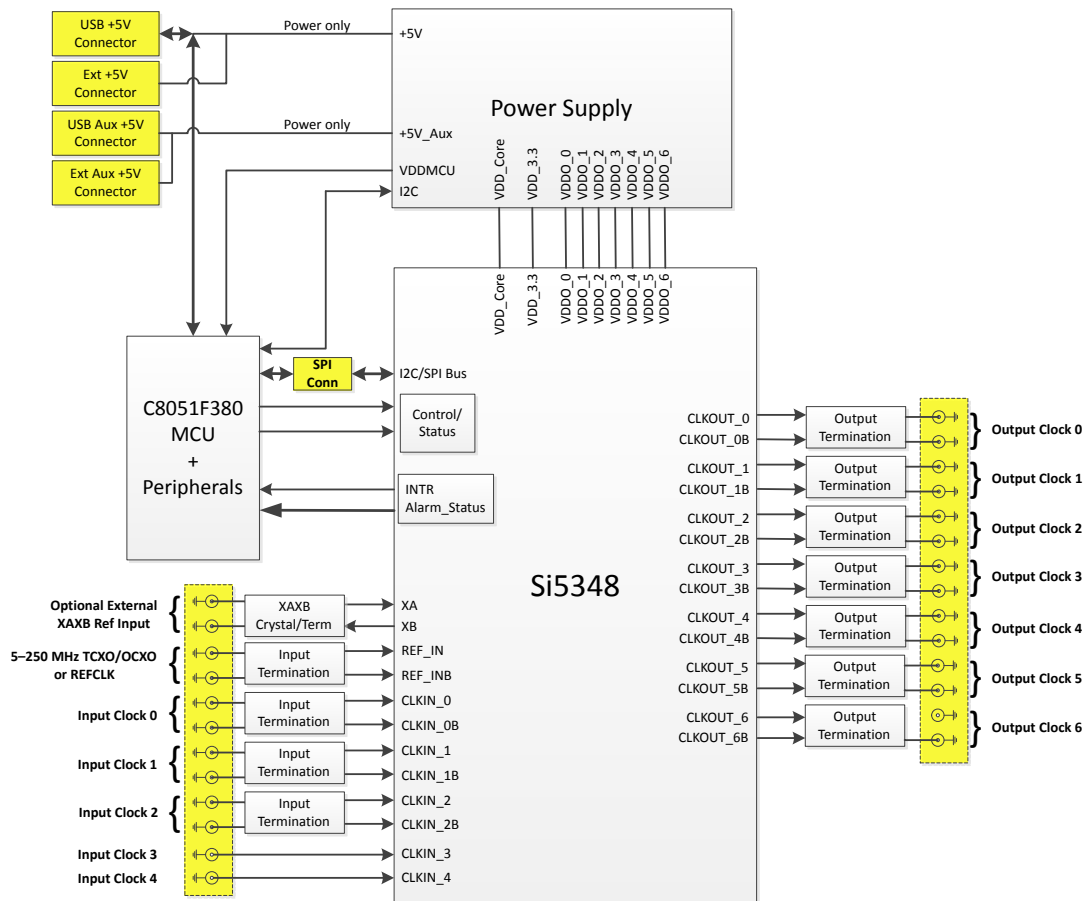 USB +5V
Connector
Ext +5V
Connector
USB Aux +5V
Connector
Ext Aux +5V
Connector
Power only
Power only
+5V
+5V_Aux
VDDMCU
I2C
Power Supply
VDD_Core
VDD_3.3
VDDO_0
VDDO_1
VDDO_2
VDDO_3
VDDO_4
VDDO_5
VDDO_6
VDD_Core
VDD_3.3
VDDO_0
VDDO_1
VDDO_2
VDDO_3
VDDO_4
VDDO_5
VDDO_6
C8051F380
MCU
+
Peripherals
SPI
Conn
I2C/SPI Bus
Control/
Status
INTR
Alarm_Status
Si5348
Optional External
XAXB Ref Input
5–250 MHz TCXO/OCXO
or REFCLK
Input Clock 0
Input Clock 1
Input Clock 2
Input Clock 3
Input Clock 4
XAXB
Crystal/Term
Input
Termination
Input
Termination
Input
Termination
Input
Termination
XA
XB
REF_IN
REF_INB
CLKIN_0
CLKIN_0B
CLKIN_1
CLKIN_1B
CLKIN_2
CLKIN_2B
CLKIN_3
CLKIN_4
CLKOUT_0
CLKOUT_0B
CLKOUT_1
CLKOUT_1B
CLKOUT_2
CLKOUT_2B
CLKOUT_3
CLKOUT_3B
CLKOUT_4
CLKOUT_4B
CLKOUT_5
CLKOUT_5B
CLKOUT_6
CLKOUT_6B
Output
Termination
Output
Termination
Output
Termination
Output
Termination
Output
Termination
Output
Termination
Output
Termination
Output Clock 0
Output Clock 1
Output Clock 2
Output Clock 3
Output Clock 4
Output Clock 5
Output Clock 6